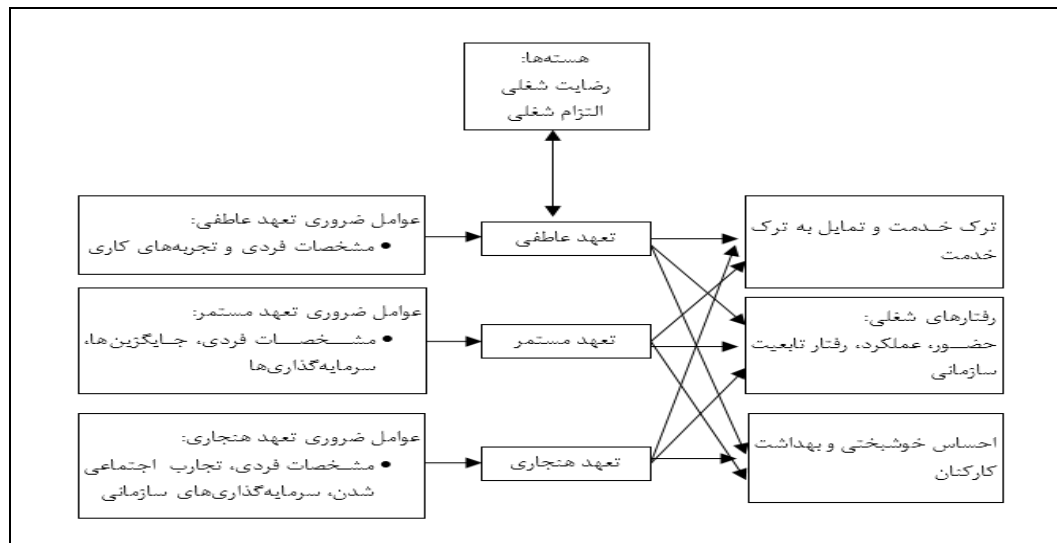 هسته‌ها:
رضایت شغلی
التزام شغلی
عوامل ضروری تعهد عاطفی:
• مشخصات فردی و تجربه‌های کاری
تعهد عاطفی
ترک خدمت و تمایل به ترک
خدمت
عوامل ضروری تعهد مستمر:
• مشخصات فردی، جایگزین‌ها،
سرمایه‌گذاری‌ها
تعهد مستمر
رفتارهای شغلی:
حضور، عملکرد، رفتار تابعیت
سازمانی
عوامل ضروری تعهد هنجاری:
• مشخصات فردی، تجارب اجتماعی
شدن، سرمایه‌گذاری‌های سازمانی
تعهد هنجاری
احساس خوشبختی و بهداشت
کارکنان